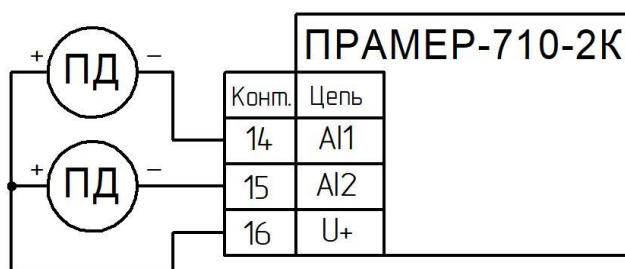 ПРАМЕР-710-2К
+ ПД –
Конт. Цепь
14 AI1
+ ПД –
15 AI2
16 U+